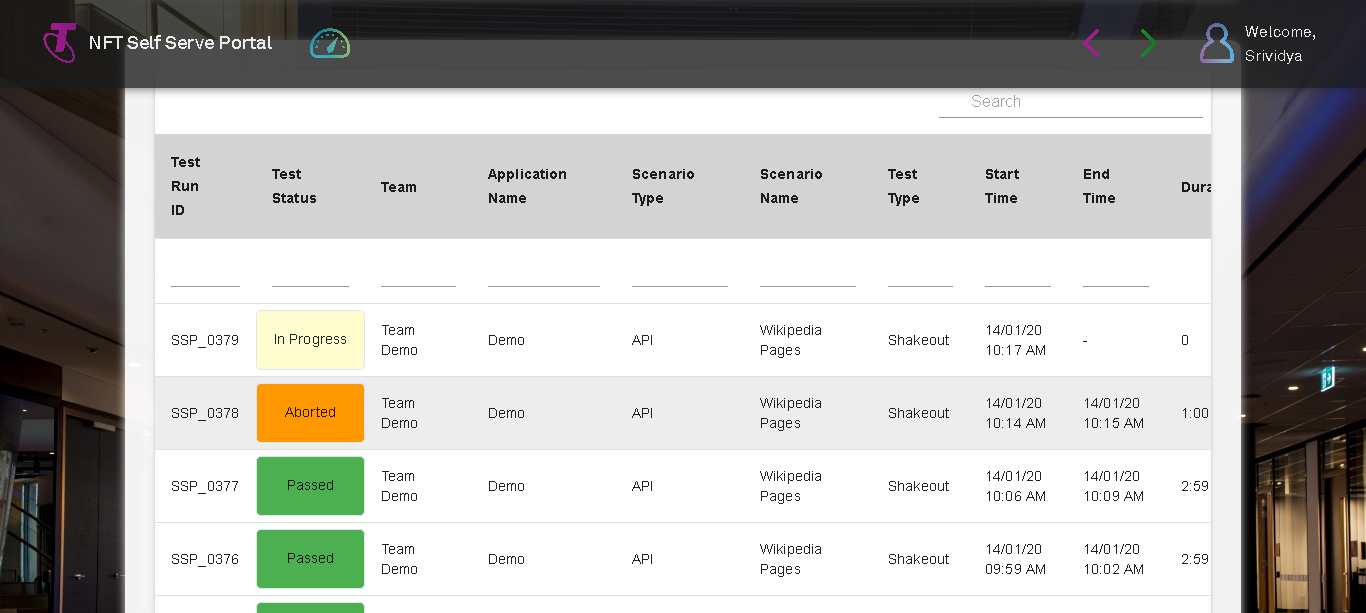 NFT Self Serve Portal
Welcome,
Srividya
Search
Test Run ID
Test Status
Team
Application Name
Scenario Type
Scenario Name
Test Type
Start Time
End Time
Dura
SSP_0379
In Progress
Team Demo
Demo
API
Wikipedia Pages
Shakeout
14/01/20 10:17 AM
-
0
SSP_0378
Aborted
Team Demo
Demo
API
Wikipedia Pages
Shakeout
14/01/20 10:14 AM
14/01/20 10:15 AM
1:00
SSP_0377
Passed
Team Demo
Demo
API
Wikipedia Pages
Shakeout
14/01/20 10:06 AM
14/01/20 10:09 AM
2:59
SSP_0376
Passed
Team Demo
Demo
API
Wikipedia Pages
Shakeout
14/01/20 09:59 AM
14/01/20 10:02 AM
2:59